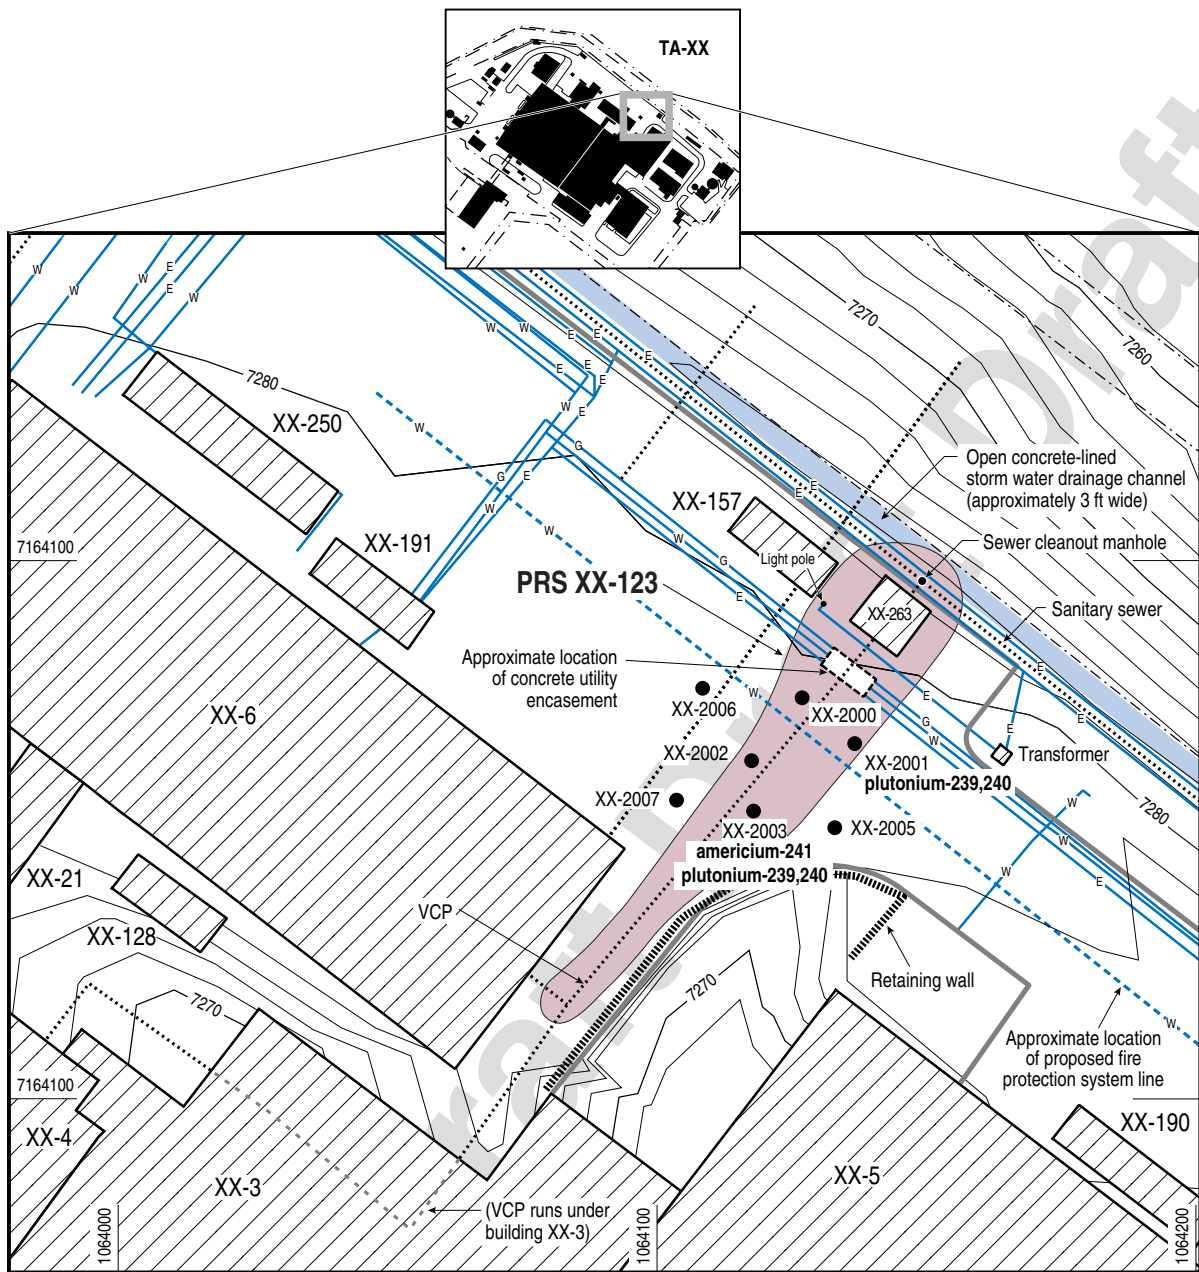 TA-XX
Draft
Draft
Draft
W
W
W
E
E
W
7280
7270
7260
W
W
E
E
E
E
E
E
W
E
W
G
E
G
W
W
XX-250
Open concrete-lined
storm water drainage channel
(approximately 3 ft wide)
E
E
XX-157
7164100
XX-191
W
G
E
Light pole
Sewer cleanout manhole
PRS XX-123
XX-263
Sanitary sewer
Approximate location
of concrete utility
encasement
E
E
W
XX-2006
XX-2000
E
G
W
E
XX-6
XX-2002
XX-2001
plutonium-239,240
Transformer
XX-2007
XX-2003
americium-241
plutonium-239,240
XX-2005
W
7280
W
E
W
XX-21
VCP
XX-128
7270
7270
Retaining wall
W
Approximate location
of proposed fire
protection system line
7164100
XX-4
XX-3
XX-5
XX-190
(VCP runs under
building XX-3)
1064000
1064100
1064200